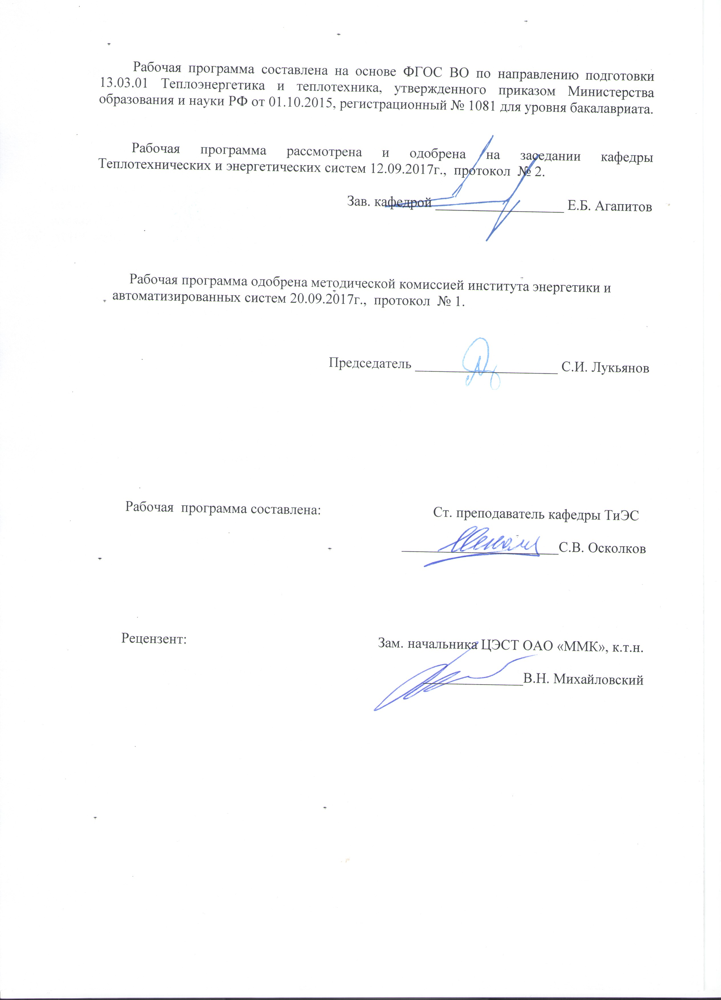 Рабочая программа составлена на основе ФГОС ВО по направлению подготовки
13.03.01 Теплоэнергетика и теплотехника, утвержденного приказом Министерства
образования и науки РФ от 01.10.2015, регистрационный № 1081 для уровня бакалавриата.
Рабочая программа рассмотрена и одобрена на заседании кафедры
Теплотехнических и энергетических систем 12.09.2017г., протокол № 2.
Зав. кафедрой __________________ Е.Б. Агапитов
Рабочая программа одобрена методической комиссией института энергетики и
автоматизированных систем 20.09.2017г., протокол № 1.
Председатель ____________________ С.И. Лукьянов
Рабочая программа составлена: Ст. преподаватель кафедры ТиЭС
______________________С.В. Осколков
Рецензент: Зам. начальника ЦЭСТ ОАО «ММК», к.т.н.
______________В.Н. Михайловский